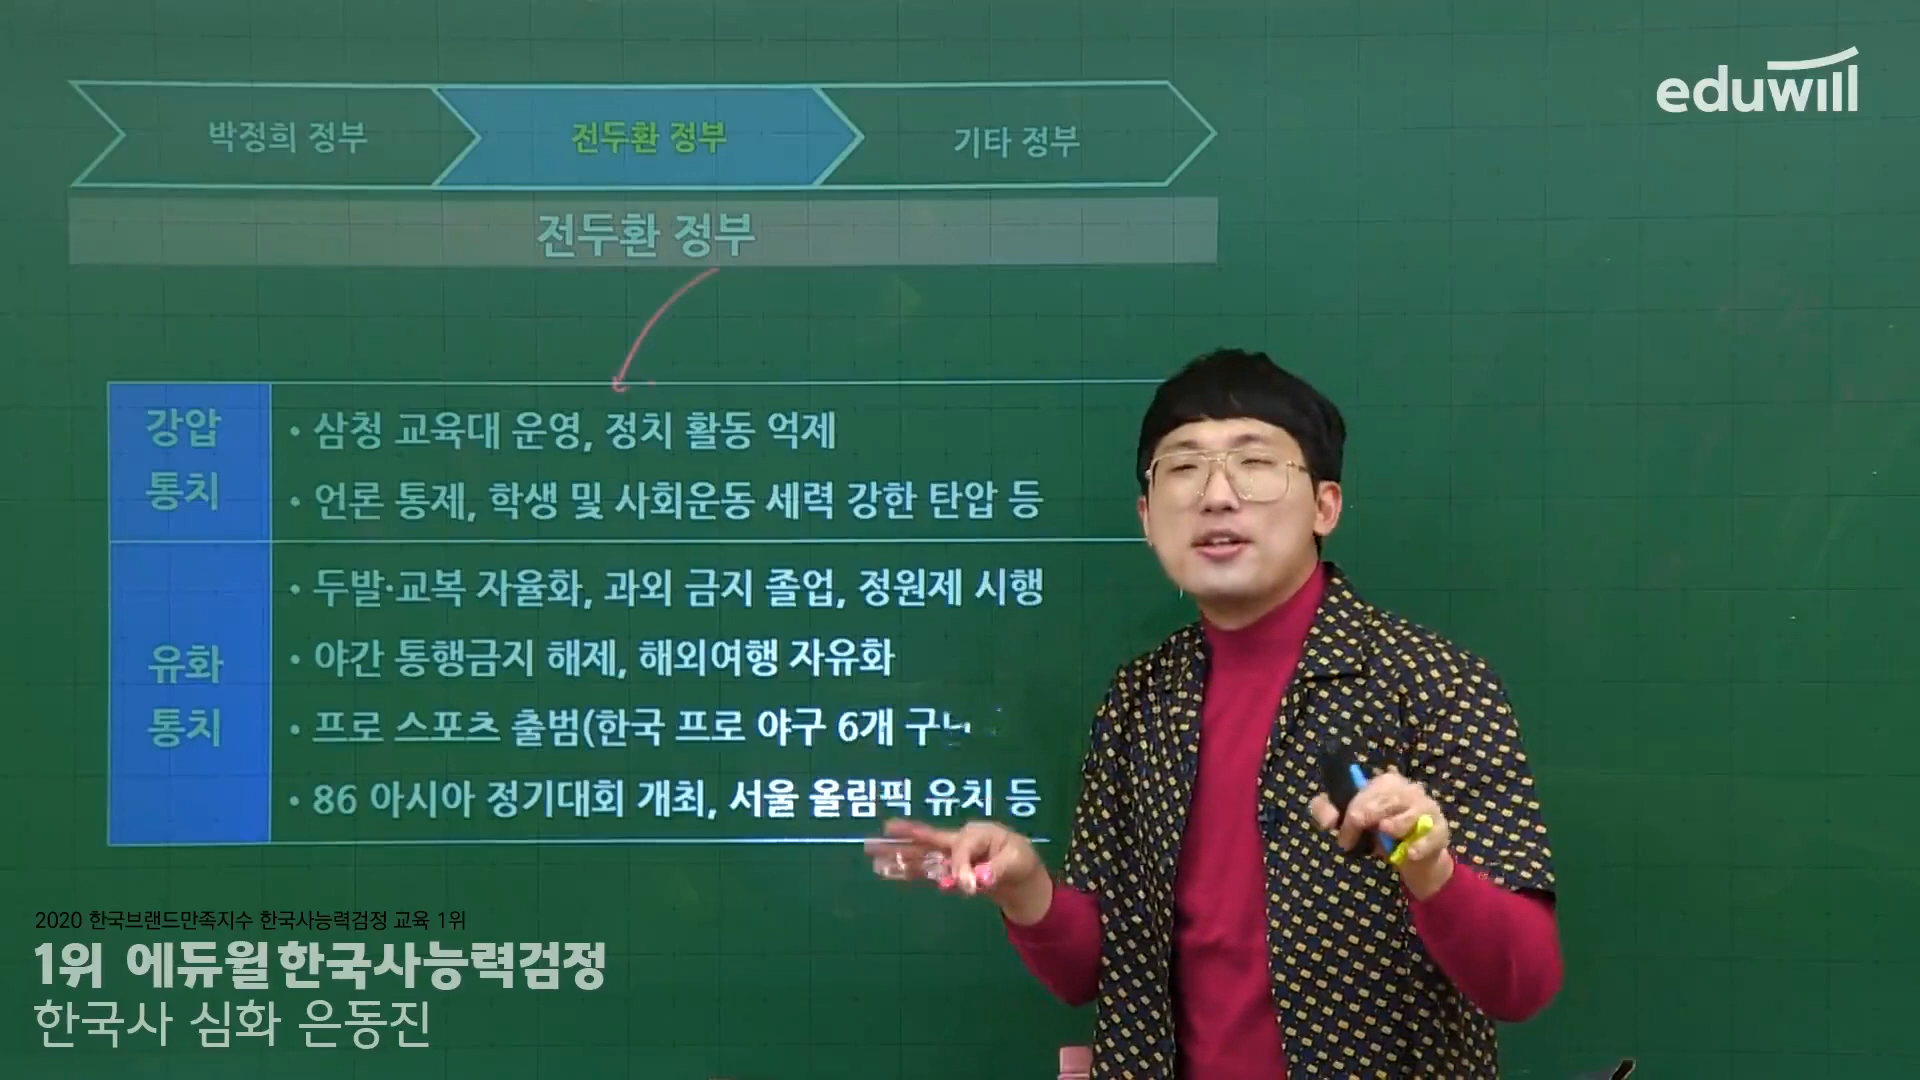 eduwill
박정희 정부
전두환 정부
기타 정부
전두환 정부
강압
통치
• 삼청 교육대 운영, 정치 활동 억제
• 언론 통제, 학생 및 사회운동 세력 강한 탄압 등
유화
통치
• 두발·교복 자율화, 과외 금지 졸업, 정원제 시행
• 야간 통행금지 해제, 해외여행 자유화
• 프로 스포츠 출범(한국 프로 야구 6개
• 86 아시아 정기대회 개최, 서울 올림픽 유치 등
2020 한국브랜드만족지수 한국사능력검정 교육 1위
1위 에듀윌 한국사능력검정
한국사 심화 은동진